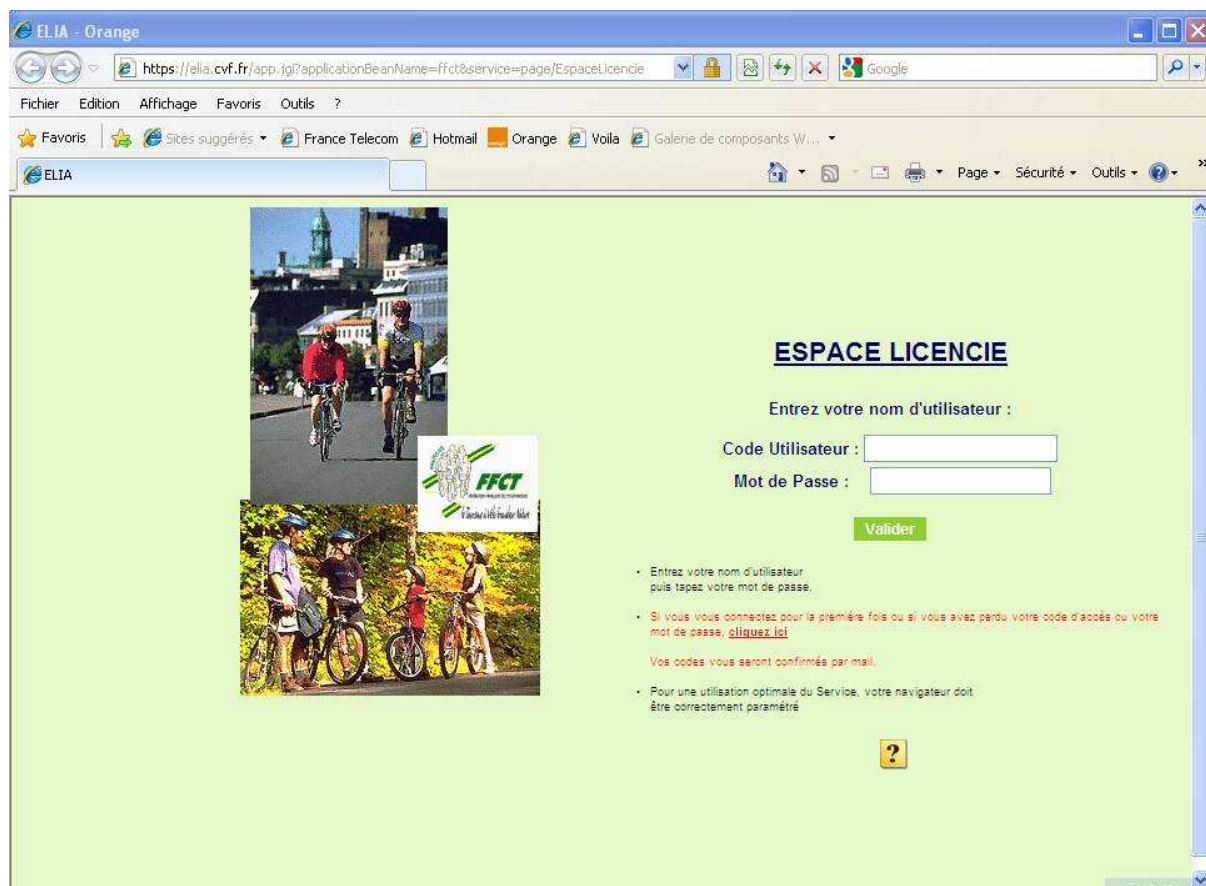 ELIA - Orange
https://elia.cvf.fr/app.jgi?applicationBeanName=ffct&service=page/EspaceLicencie
Google
Fichier Edition Affichage Favoris Outils ?
Favoris Sites suggérés France Telecom Hotmail Orange Voila Galerie de composants W...
ELIA
Page Sécurité Outils
ESPACE LICENCIE
Entrez votre nom d'utilisateur :
Code Utilisateur :
Mot de Passe :
FFCT
Valider
• Entrez votre nom d'utilisateur
puis tapez votre mot de passe.
• Si vous vous connectez pour la première fois ou si vous avez perdu votre code d'accès ou votre
mot de passe, cliquez ici
Vos codes vous seront confirmés par mail.
• Pour une utilisation optimale du Service, votre navigateur doit
être correctement paramétré
?